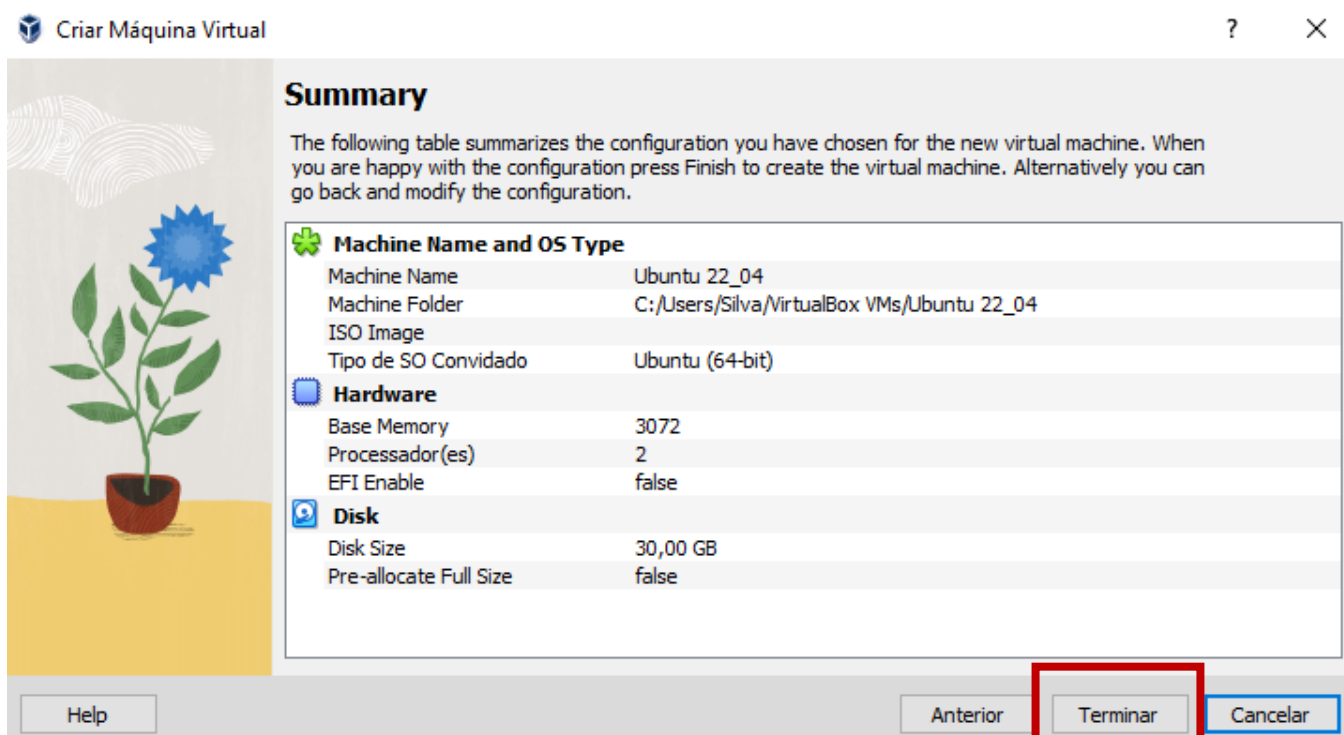 Criar Máquina Virtual
?
Summary
The following table summarizes the configuration you have chosen for the new virtual machine. When
you are happy with the configuration press Finish to create the virtual machine. Alternatively you can
go back and modify the configuration.
Machine Name and OS Type
Machine Name Ubuntu 22_04
Machine Folder C:/Users/Silva/VirtualBox VMs/Ubuntu 22_04
ISO Image
Tipo de SO Convidado Ubuntu (64-bit)
Hardware
Base Memory 3072
Processador(es) 2
EFI Enable false
Disk
Disk Size 30,00 GB
Pre-allocate Full Size false
Help Anterior Terminar Cancelar